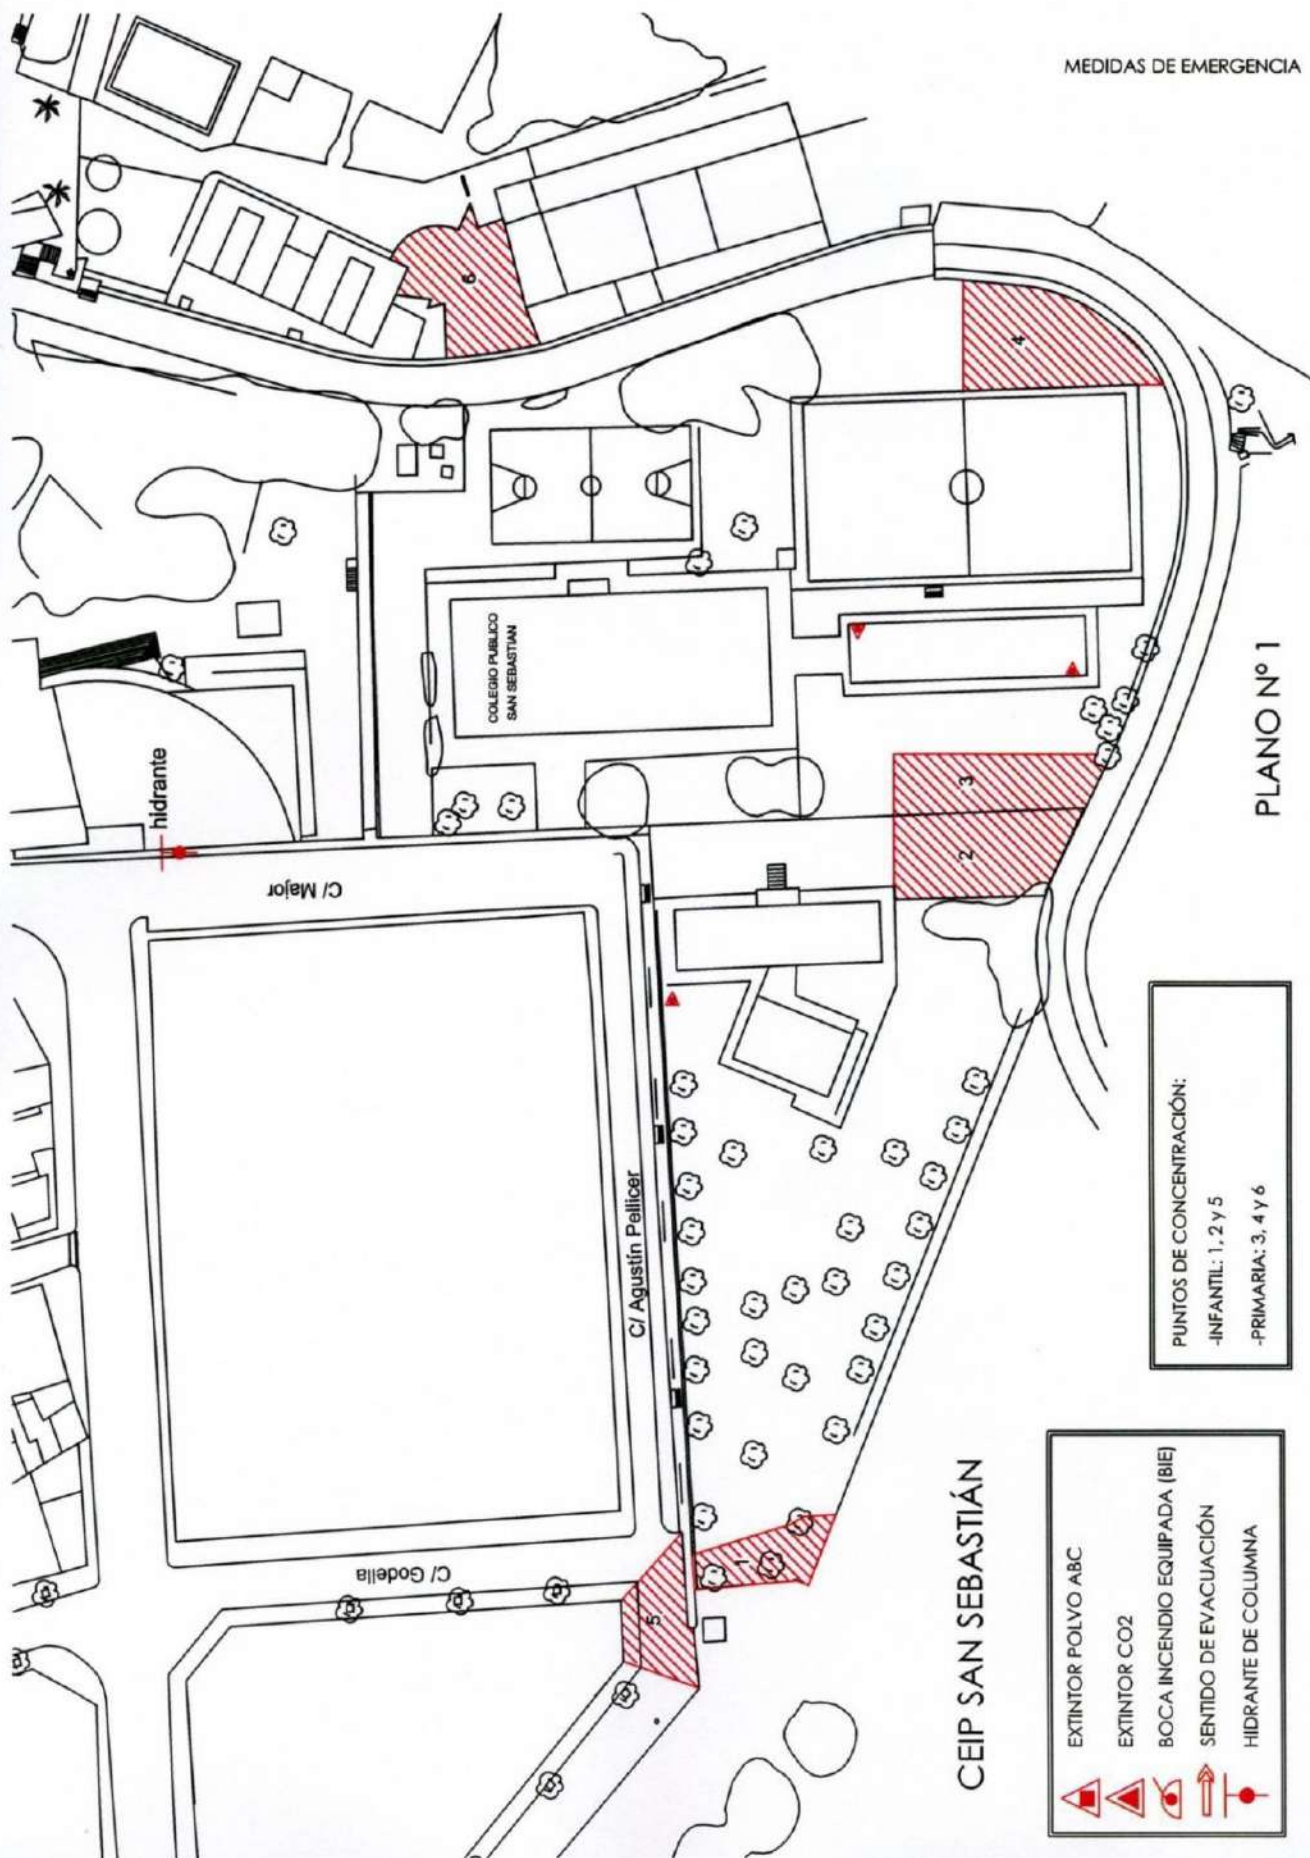 MEDIDAS DE EMERGENCIA
6
4
COLEGIO PUBLICO
SAN SEBASTIAN
hidrante
C/ Major
3
2
C/ Agustín Pellicer
C/ Godella
1
5
PLANO Nº 1
CEIP SAN SEBASTIÁN
PUNTOS DE CONCENTRACIÓN:
-INFANTIL: 1, 2 y 5
-PRIMARIA: 3, 4 y 6
EXTINTOR POLVO ABC
EXTINTOR CO2
BOCA INCENDIO EQUIPADA (BIE)
SENTIDO DE EVACUACIÓN
HIDRANTE DE COLUMNA